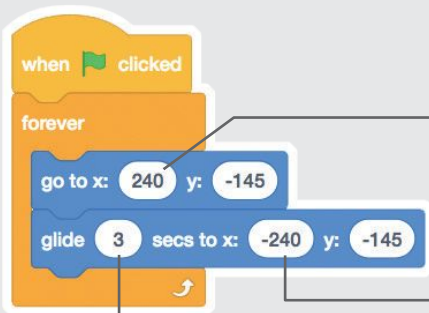 when clicked
forever
go to x: 240 y: -145
glide 3 secs to x: -240 y: -145